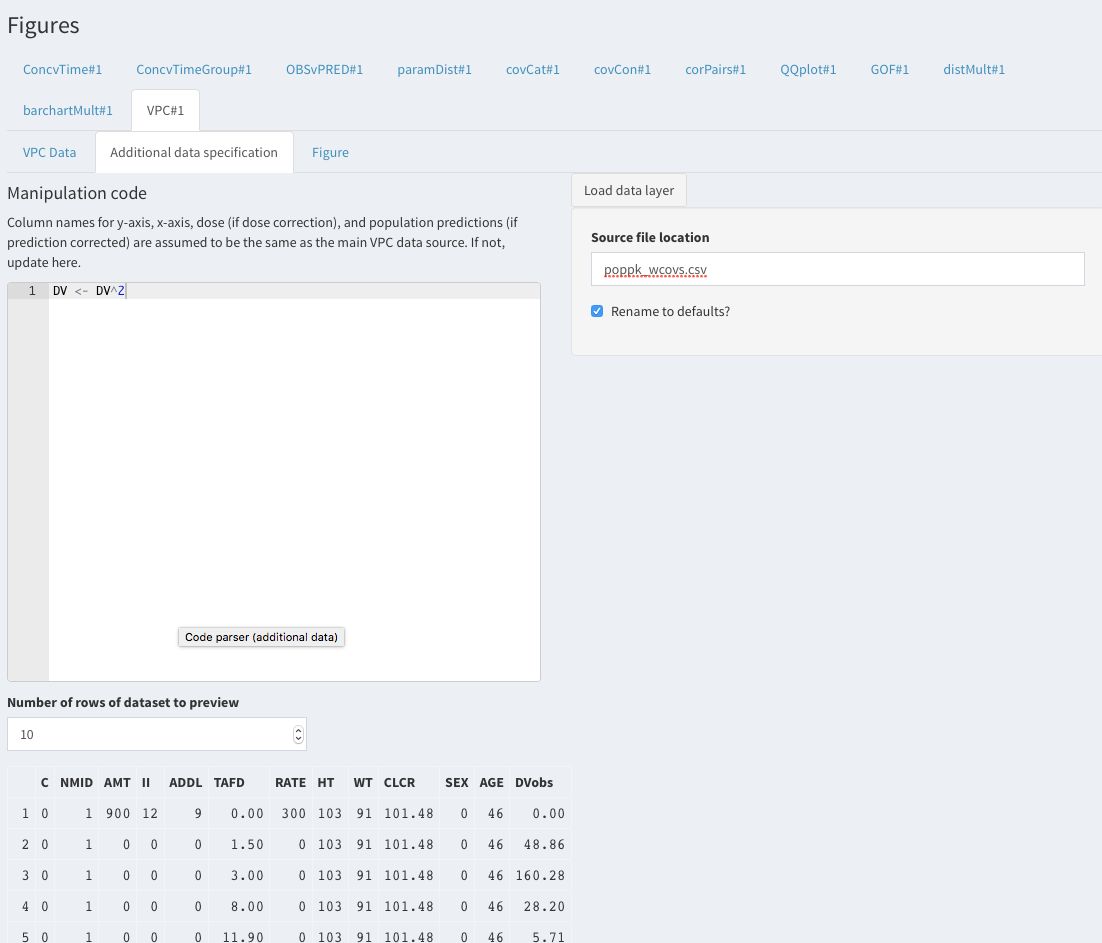 Figures
ConcvTime#1 ConcvTimeGroup#1 OBSvPRED#1 paramDist#1 covCat#1 covCon#1 corPairs#1 QQplot#1 GOF#1 distMult#1
barchartMult#1 VPC#1
VPC Data Additional data specification Figure
Manipulation code
Column names for y-axis, x-axis, dose (if dose correction), and population predictions (if
prediction corrected) are assumed to be the same as the main VPC data source. If not,
update here.
1 DV <- DV^2
Code parser (additional data)
Load data layer
Source file location
poppk_wcovs.csv
Rename to defaults?
Number of rows of dataset to preview
10
C NMID AMT II ADDL TAFD RATE HT WT CLCR SEX AGE DVobs
1 0 1 900 12 9 0.00 300 103 91 101.48 0 46 0.00
2 0 1 0 0 0 1.50 0 103 91 101.48 0 46 48.86
3 0 1 0 0 0 3.00 0 103 91 101.48 0 46 160.28
4 0 1 0 0 0 8.00 0 103 91 101.48 0 46 28.20
5 0 1 0 0 0 11.90 0 103 91 101.48 0 46 5.71